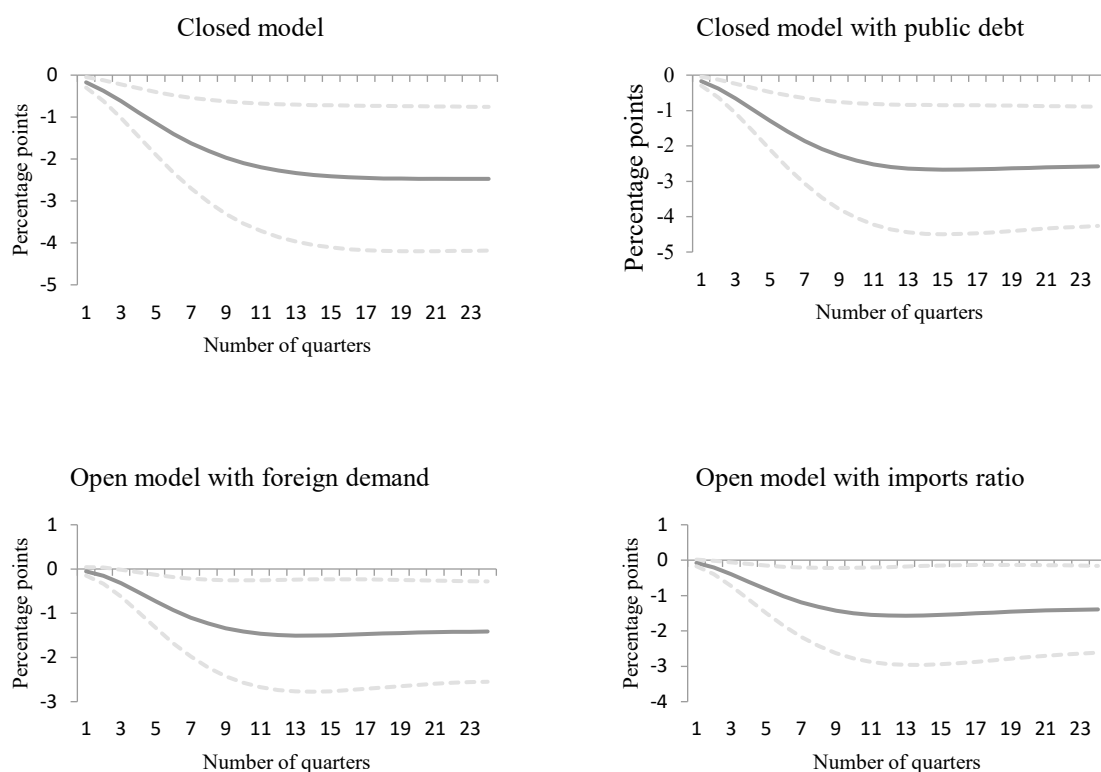 Closed model
Percentage points
0
-1
-2
-3
-4
-5
1 3 5 7 9 11 13 15 17 19 21 23
Number of quarters
Closed model with public debt
Percentage points
0
-1
-2
-3
-4
-5
1 3 5 7 9 11 13 15 17 19 21 23
Number of quarters
Open model with foreign demand
Percentage points
1
0
-1
-2
-3
1 3 5 7 9 11 13 15 17 19 21 23
Number of quarters
Open model with imports ratio
Percentage points
1
0
-1
-2
-3
-4
1 3 5 7 9 11 13 15 17 19 21 23
Number of quarters